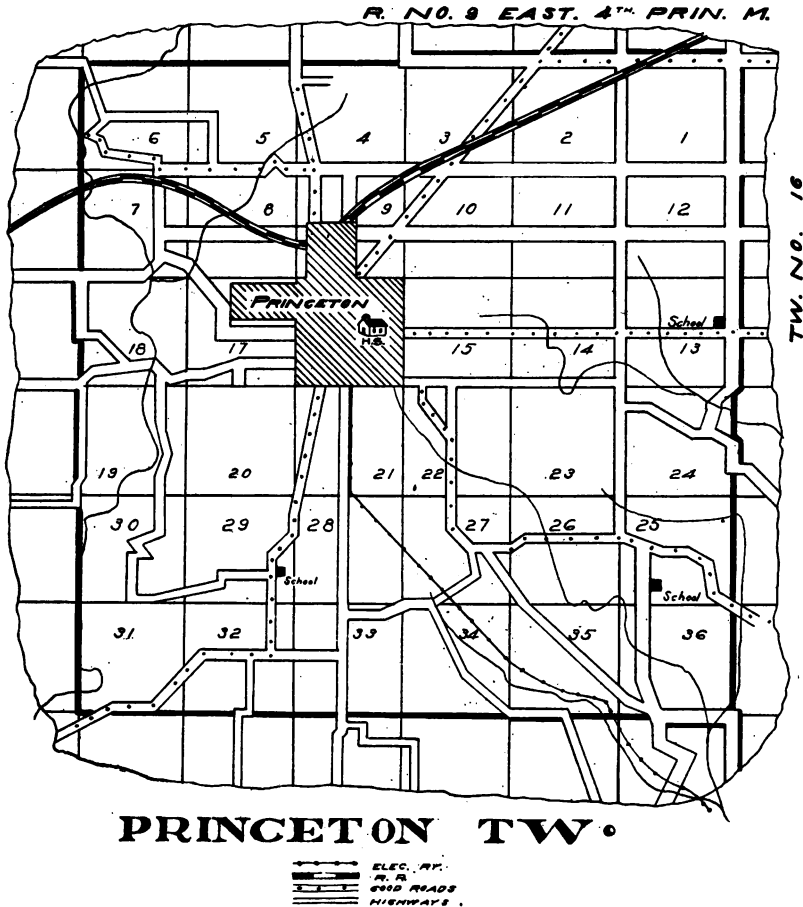 R. NO. 9 EAST. 4TH. PRIN. M.
TW. NO. 16
6 5 4 3 2 1
7 8 9 10 11 12
PRINCETON
H.S.
School
18 17 15 14 13
19 20 21 22 23 24
30 29 28 27 26 25
School
School
31 32 33 34 35 36
PRINCETON TW.
ELEC. RY.
R. R.
GOOD ROADS
HIGHWAYS.